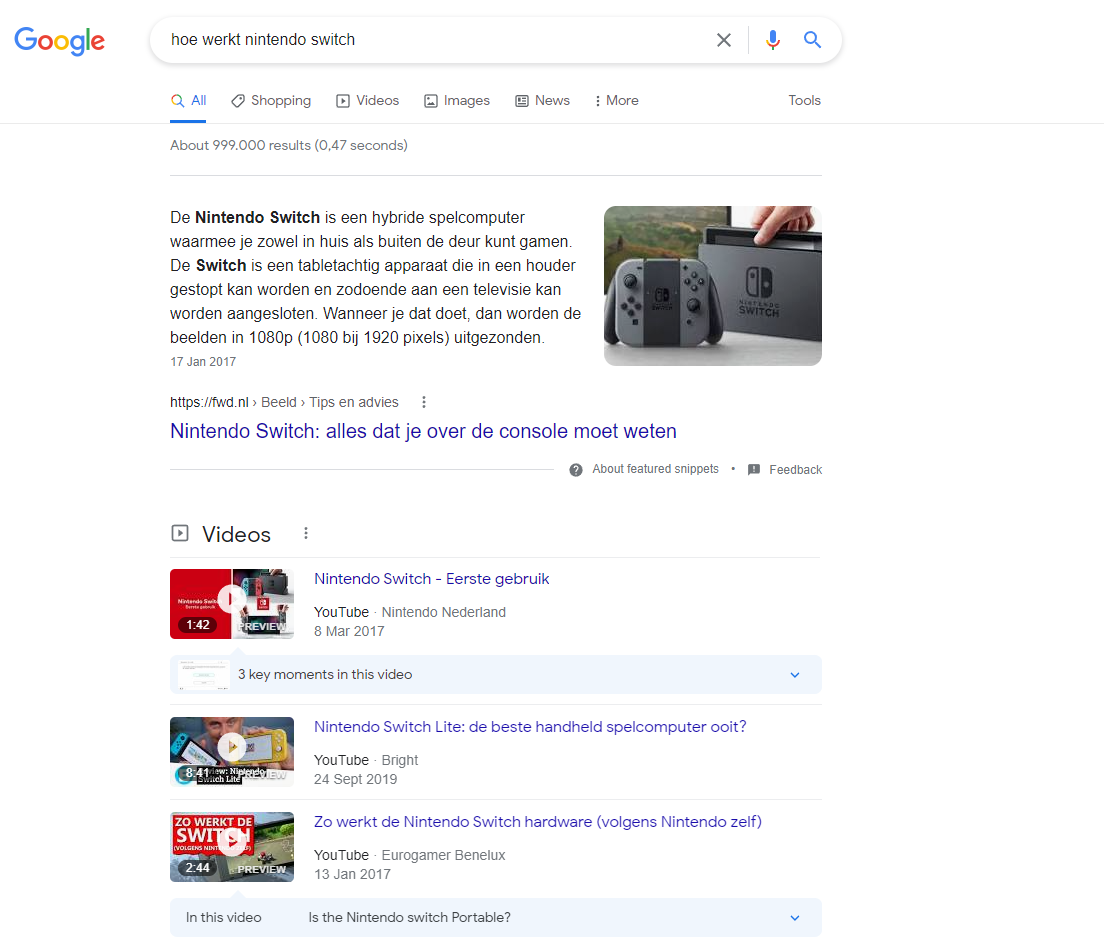 Google
hoe werkt nintendo switch
All
Shopping
Videos
Images
News
More
Tools
About 999.000 results (0,47 seconds)
De Nintendo Switch is een hybride spelcomputer
waarmee je zowel in huis als buiten de deur kunt gamen.
De Switch is een tabletachtig apparaat die in een houder
gestopt kan worden en zodoende aan een televisie kan
worden aangesloten. Wanneer je dat doet, dan worden de
beelden in 1080p (1080 bij 1920 pixels) uitgezonden.
17 Jan 2017
NINTENDO
SWITCH
https://fwd.nl › Beeld › Tips en advies
Nintendo Switch: alles dat je over de console moet weten
About featured snippets
•
Feedback
Videos
Nintendo
Eerste gebruik
1:42
PREVIEW
Nintendo Switch - Eerste gebruik
YouTube · Nintendo Nederland
8 Mar 2017
3 key moments in this video
8:41
Nintendo
Switch Lite
PREVIEW
Nintendo Switch Lite: de beste handheld spelcomputer ooit?
YouTube · Bright
24 Sept 2019
ZO WERKT DE
SWITCH
(VOLGENS NINTENDO ZELF)
2:44
PREVIEW
Zo werkt de Nintendo Switch hardware (volgens Nintendo zelf)
YouTube · Eurogamer Benelux
13 Jan 2017
In this video
Is the Nintendo switch Portable?